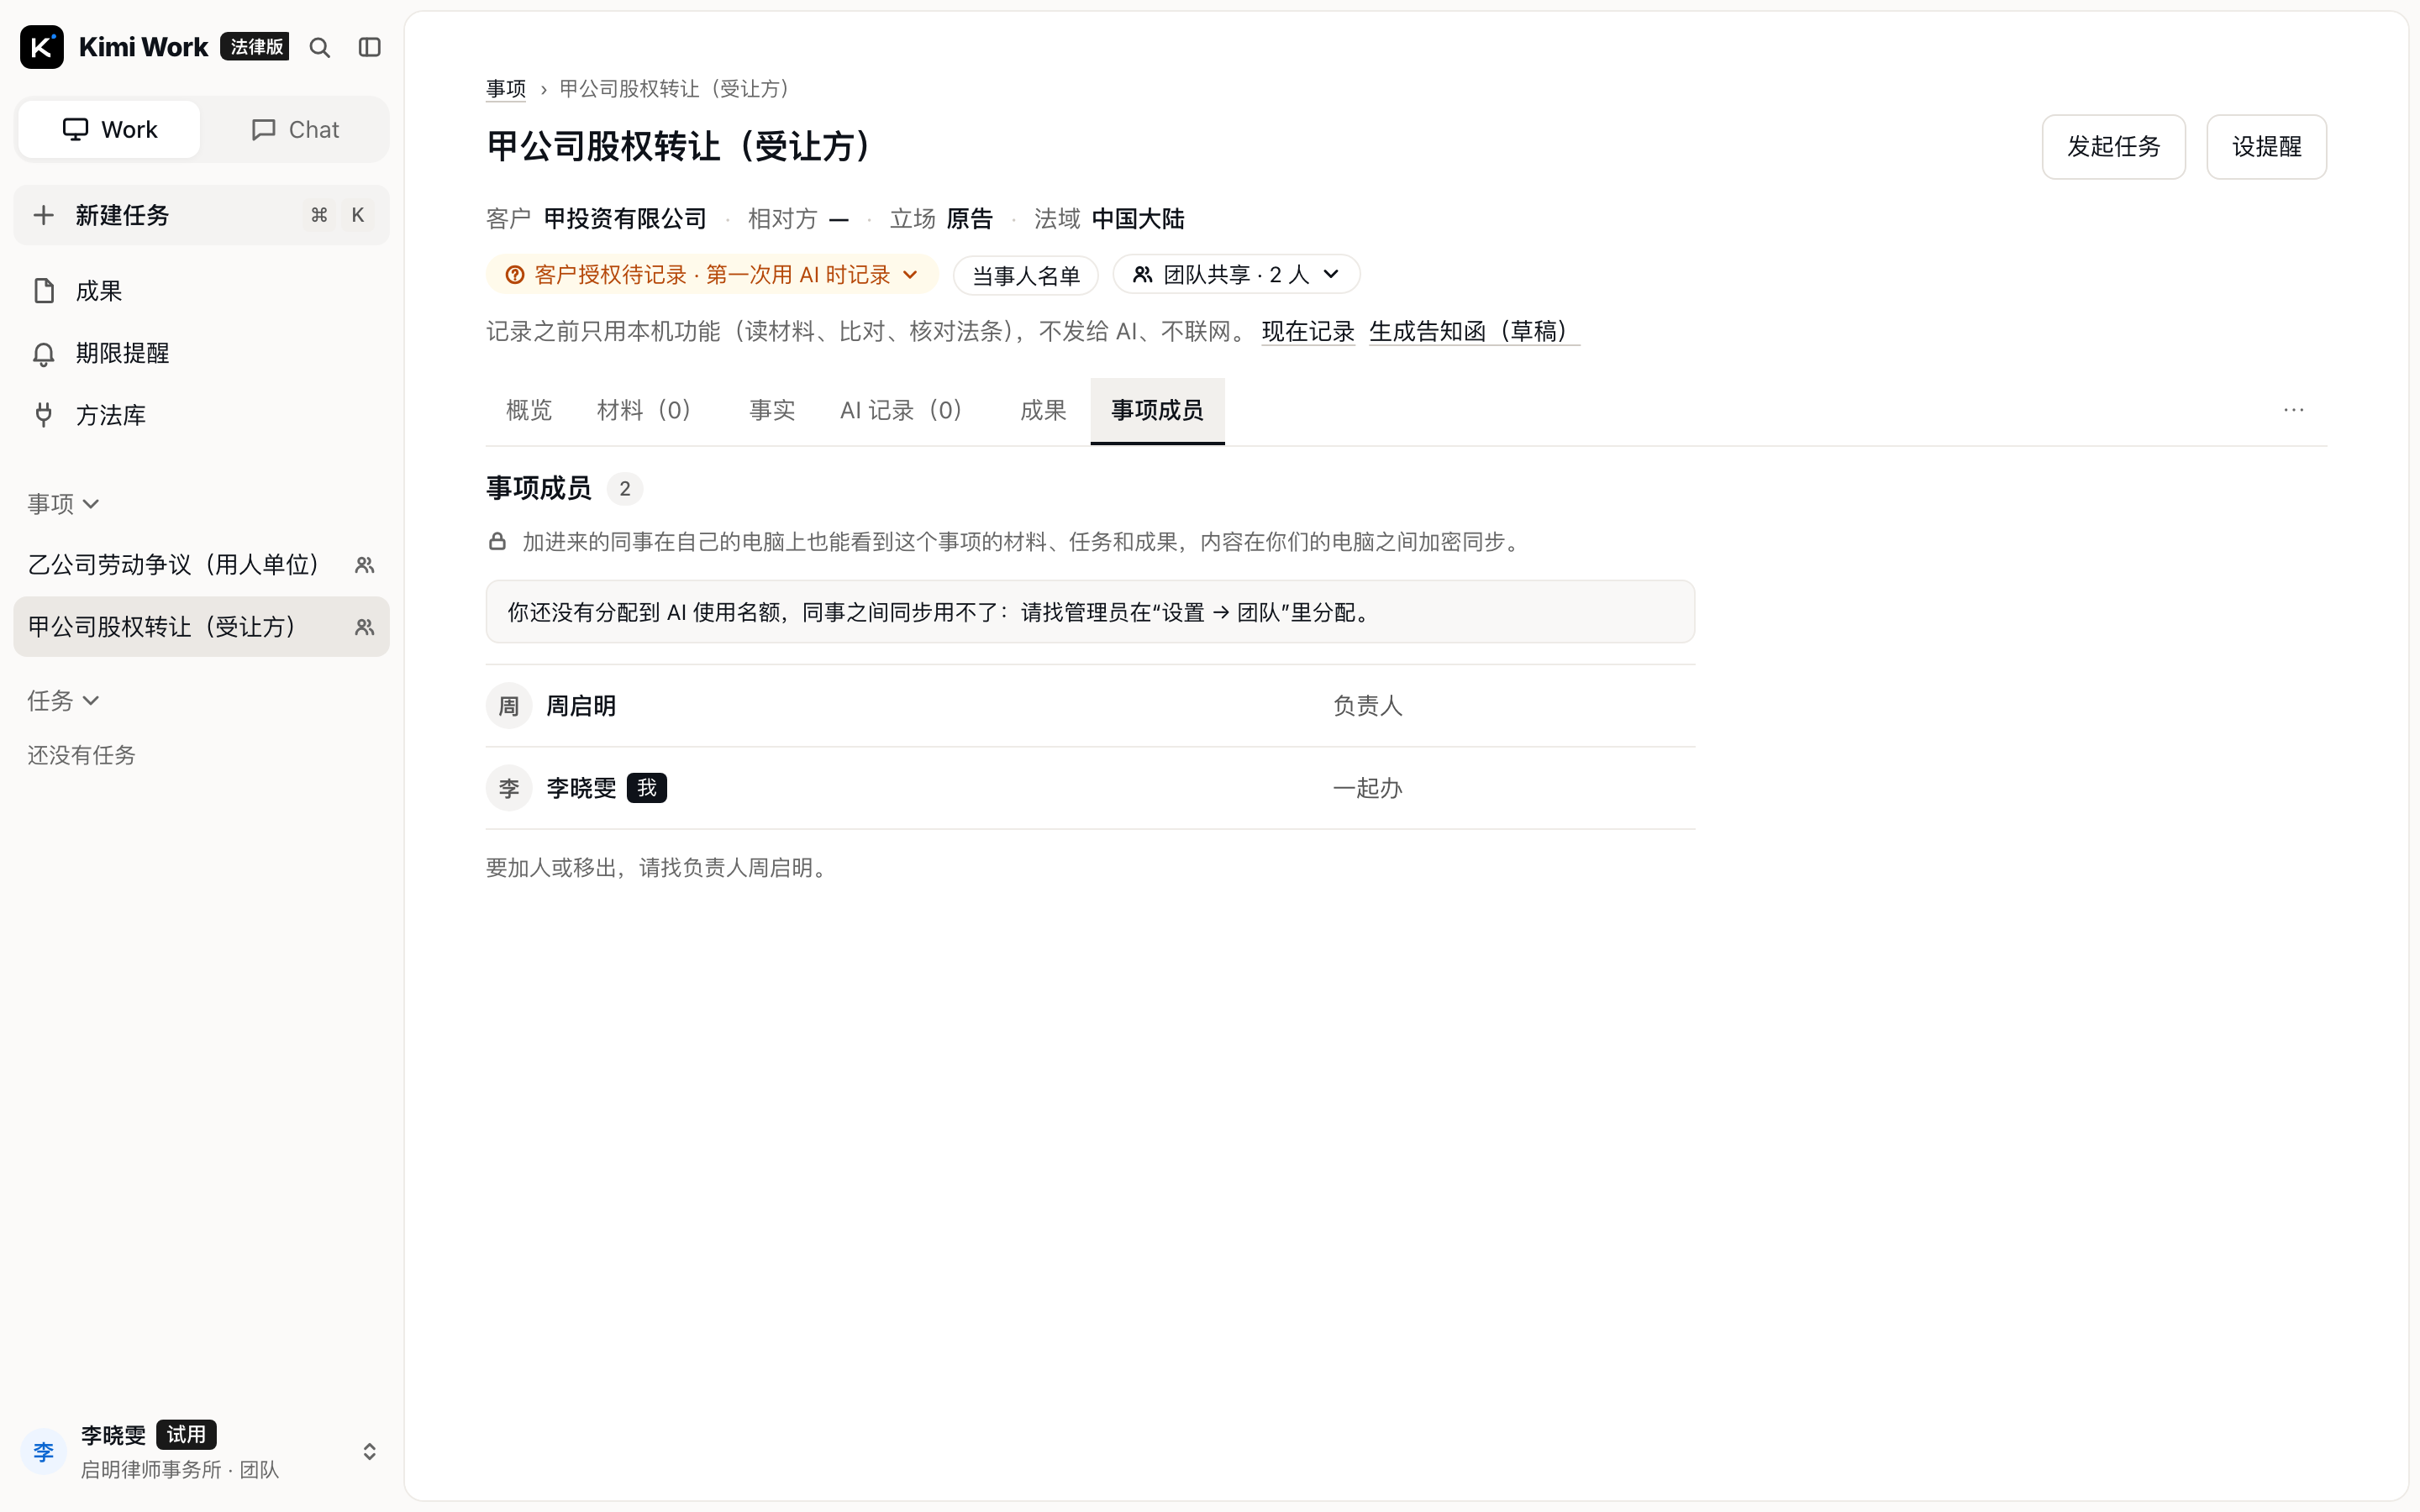 Kimi Work 法律版
Work
Chat
新建任务 ⌘ K
成果
期限提醒
方法库
事项
乙公司劳动争议（用人单位）
甲公司股权转让（受让方）
任务
还没有任务
李晓雯 试用
启明律师事务所 · 团队
李
事项 › 甲公司股权转让（受让方）
甲公司股权转让（受让方）
发起任务
设提醒
客户 甲投资有限公司 · 相对方 — · 立场 原告 · 法域 中国大陆
客户授权待记录 · 第一次用 AI 时记录
当事人名单
团队共享 · 2 人
记录之前只用本机功能（读材料、比对、核对法条），不发给 AI、不联网。 现在记录 生成告知函（草稿）
概览 材料（0） 事实 AI 记录（0） 成果 事项成员 ···
事项成员 2
加进来的同事在自己的电脑上也能看到这个事项的材料、任务和成果，内容在你们的电脑之间加密同步。
你还没有分配到 AI 使用名额，同事之间同步用不了：请找管理员在“设置 → 团队”里分配。
周 周启明 负责人
李 李晓雯 我 一起办
要加人或移出，请找负责人周启明。